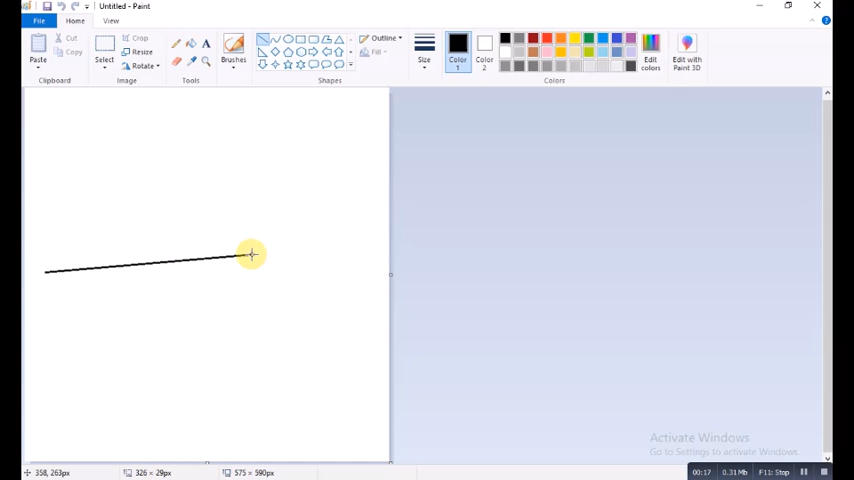 Untitled - Paint
File
Home
View
Paste
Cut
Copy
Clipboard
Select
Crop
Resize
Rotate
Image
A
Tools
Brushes
Outline
Fill
Shapes
Size
Color
1
Color
2
Edit
colors
Colors
Edit with
Paint 3D
Activate Windows
Go to Settings to activate Windows.
358, 263px
326 × 29px
575 × 590px
00:17
0.31 Mb
F11: Stop